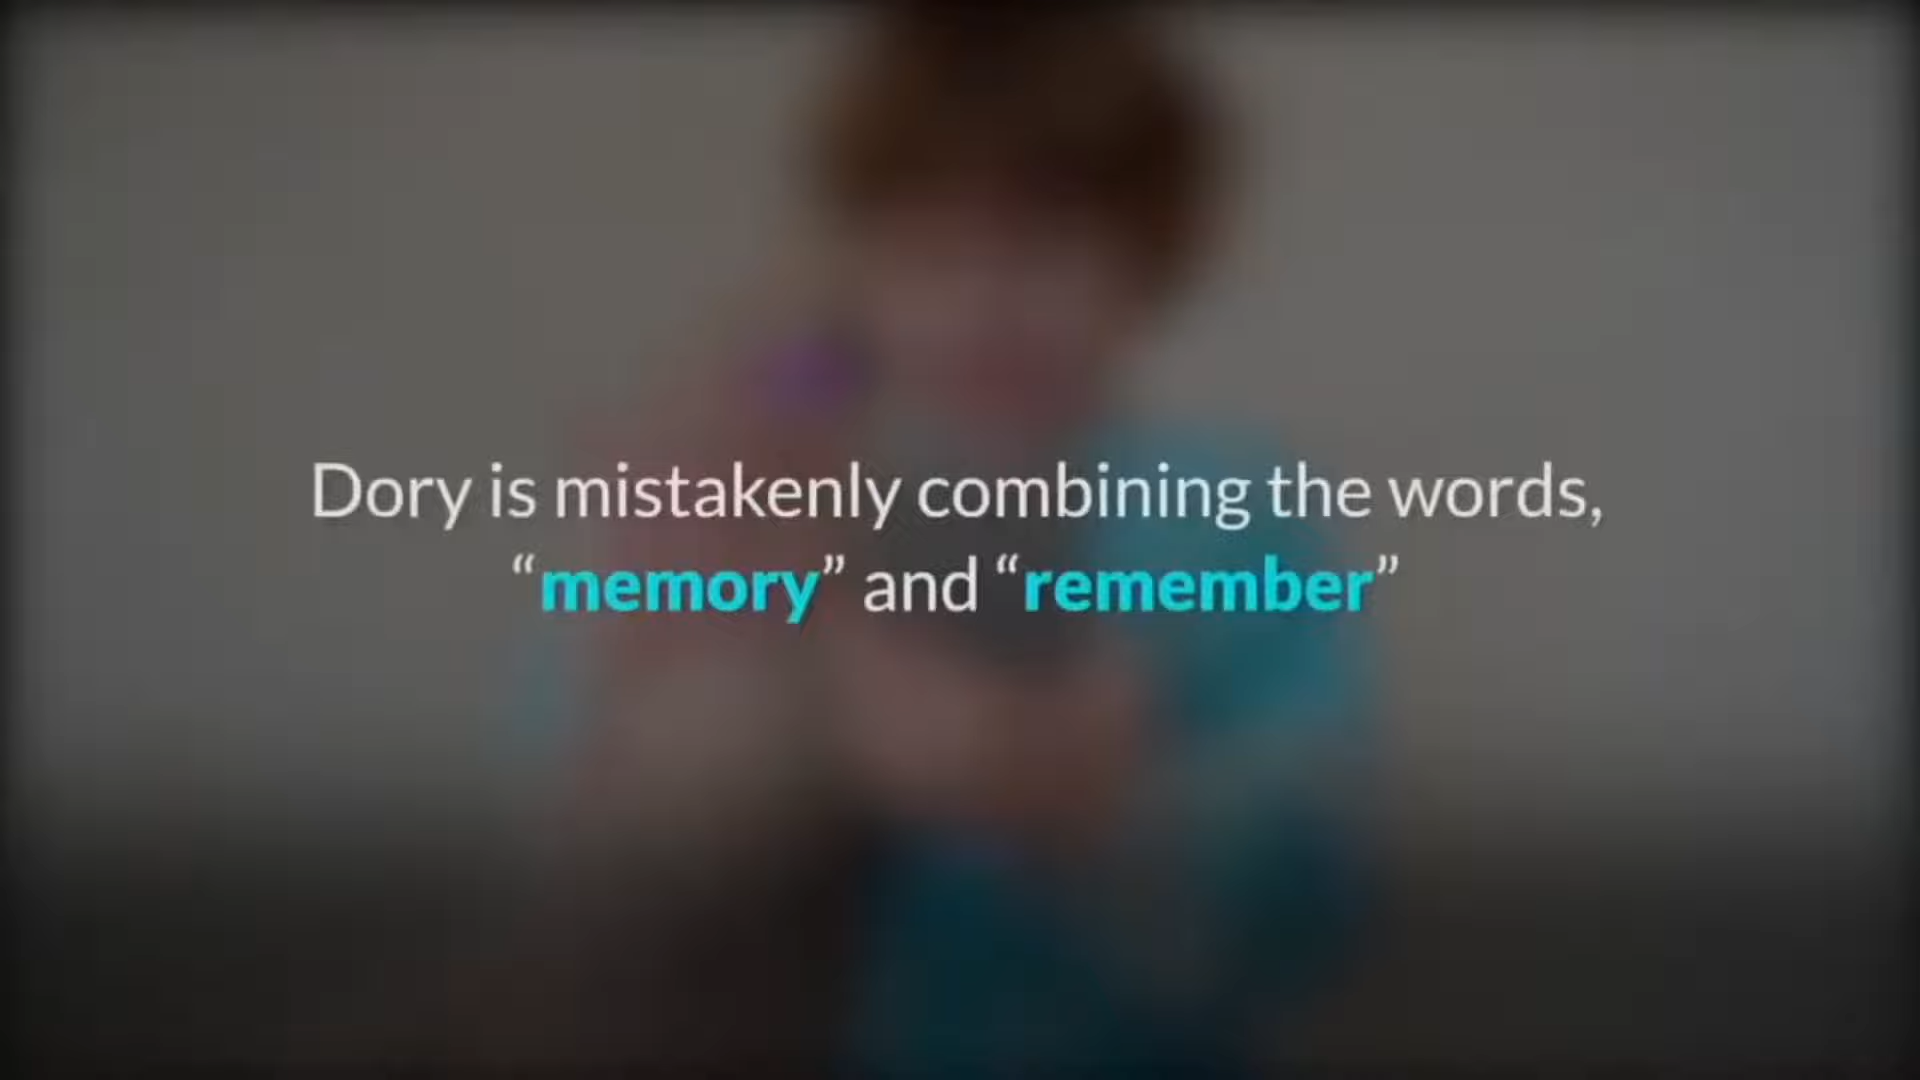 Dory is mistakenly combining the words,
“memory” and “remember”